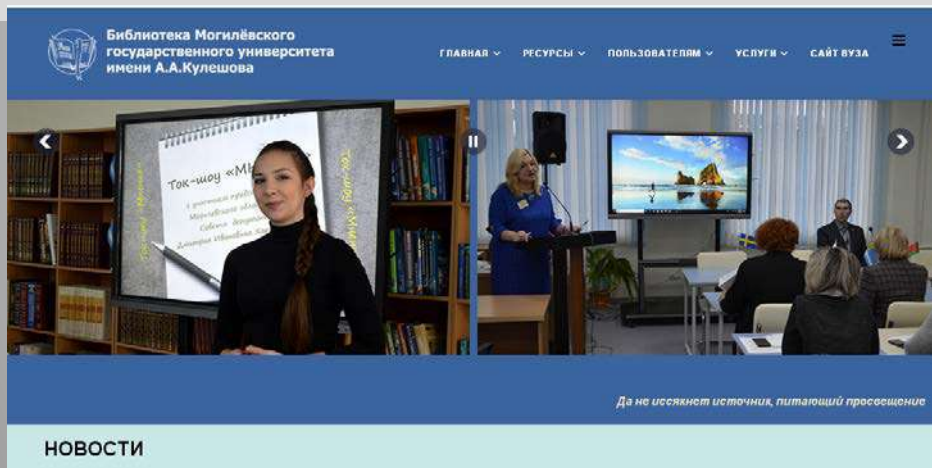 Библиотека Могилёвского
государственного университета
имени А.А.Кулешова
ГЛАВНАЯ РЕСУРСЫ ПОЛЬЗОВАТЕЛЯМ УСЛУГИ САЙТ ВУЗА
Ток-шоу
Да не иссякнет источник, питающий просвещение
НОВОСТИ